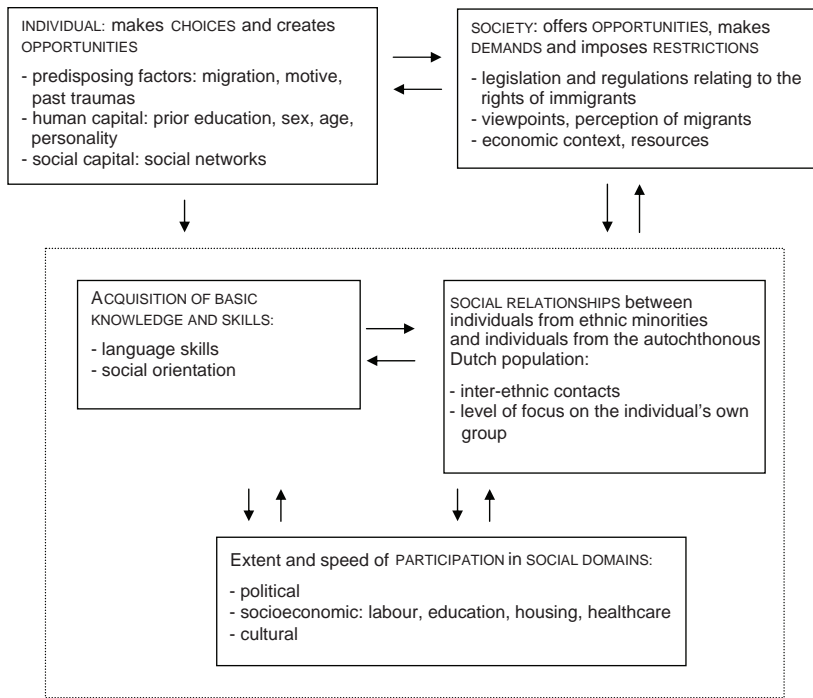 INDIVIDUAL: makes CHOICES and creates
OPPORTUNITIES
- predisposing factors: migration, motive,
past traumas
- human capital: prior education, sex, age,
personality
- social capital: social networks
SOCIETY: offers OPPORTUNITIES, makes
DEMANDS and imposes RESTRICTIONS
- legislation and regulations relating to the
rights of immigrants
- viewpoints, perception of migrants
- economic context, resources
ACQUISITION OF BASIC
KNOWLEDGE AND SKILLS:
- language skills
- social orientation
SOCIAL RELATIONSHIPS between
individuals from ethnic minorities
and individuals from the autochthonous
Dutch population:
- inter-ethnic contacts
- level of focus on the individual's own
group
Extent and speed of PARTICIPATION in SOCIAL DOMAINS:
- political
- socioeconomic: labour, education, housing, healthcare
- cultural